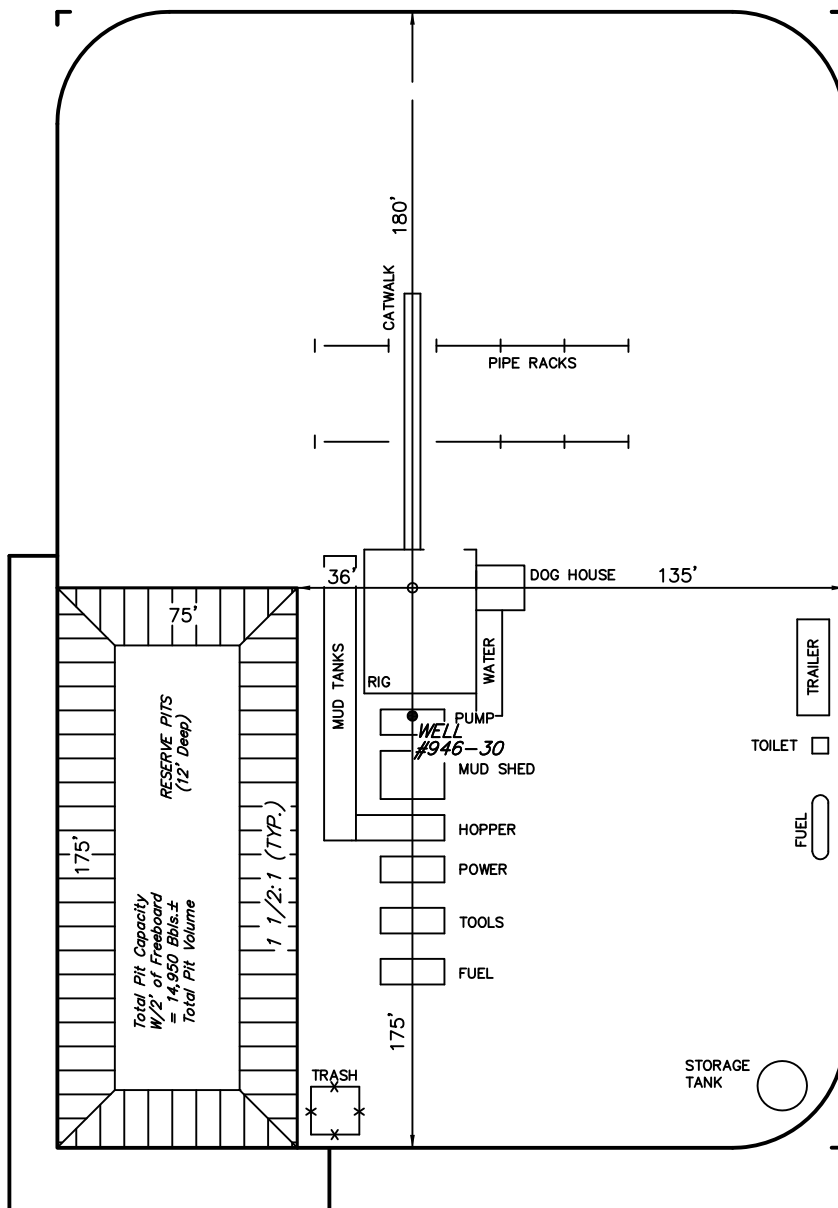 180'
CATWALK
PIPE RACKS
36'
DOG HOUSE
135'
75'
MUD TANKS
RIG
WATER
TRAILER
RESERVE PITS
(12' Deep)
PUMP
WELL
#946-30
MUD SHED
TOILET
HOPPER
FUEL
175'
1 1/2:1 (TYP.)
POWER
Total Pit Capacity
W/2' of Freeboard
= 14,950 Bbls.±
Total Pit Volume
TOOLS
FUEL
175'
TRASH
STORAGE
TANK